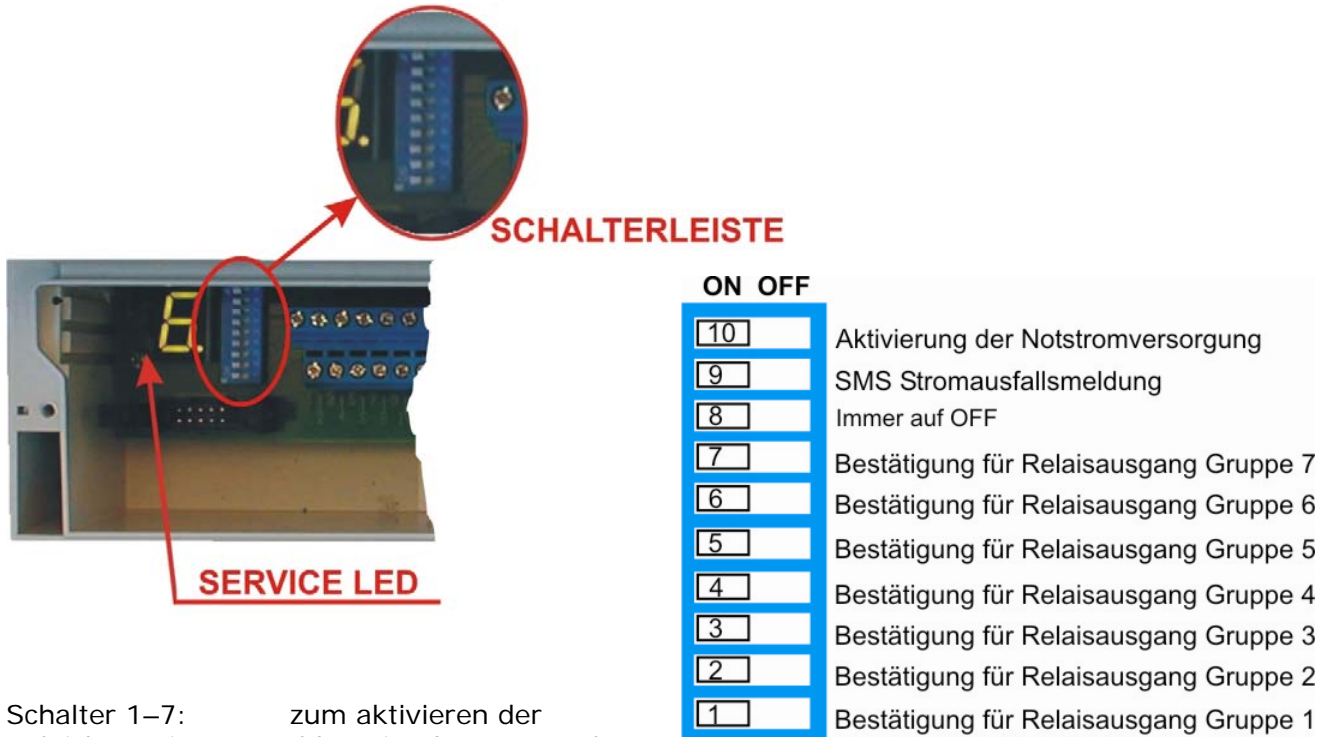 SCHALTERLEISTE
SERVICE LED
ON OFF
10 Aktivierung der Notstromversorgung
9 SMS Stromausfallsmeldung
8 Immer auf OFF
7 Bestätigung für Relaisausgang Gruppe 7
6 Bestätigung für Relaisausgang Gruppe 6
5 Bestätigung für Relaisausgang Gruppe 5
4 Bestätigung für Relaisausgang Gruppe 4
3 Bestätigung für Relaisausgang Gruppe 3
2 Bestätigung für Relaisausgang Gruppe 2
1 Bestätigung für Relaisausgang Gruppe 1
Schalter 1–7: zum aktivieren der